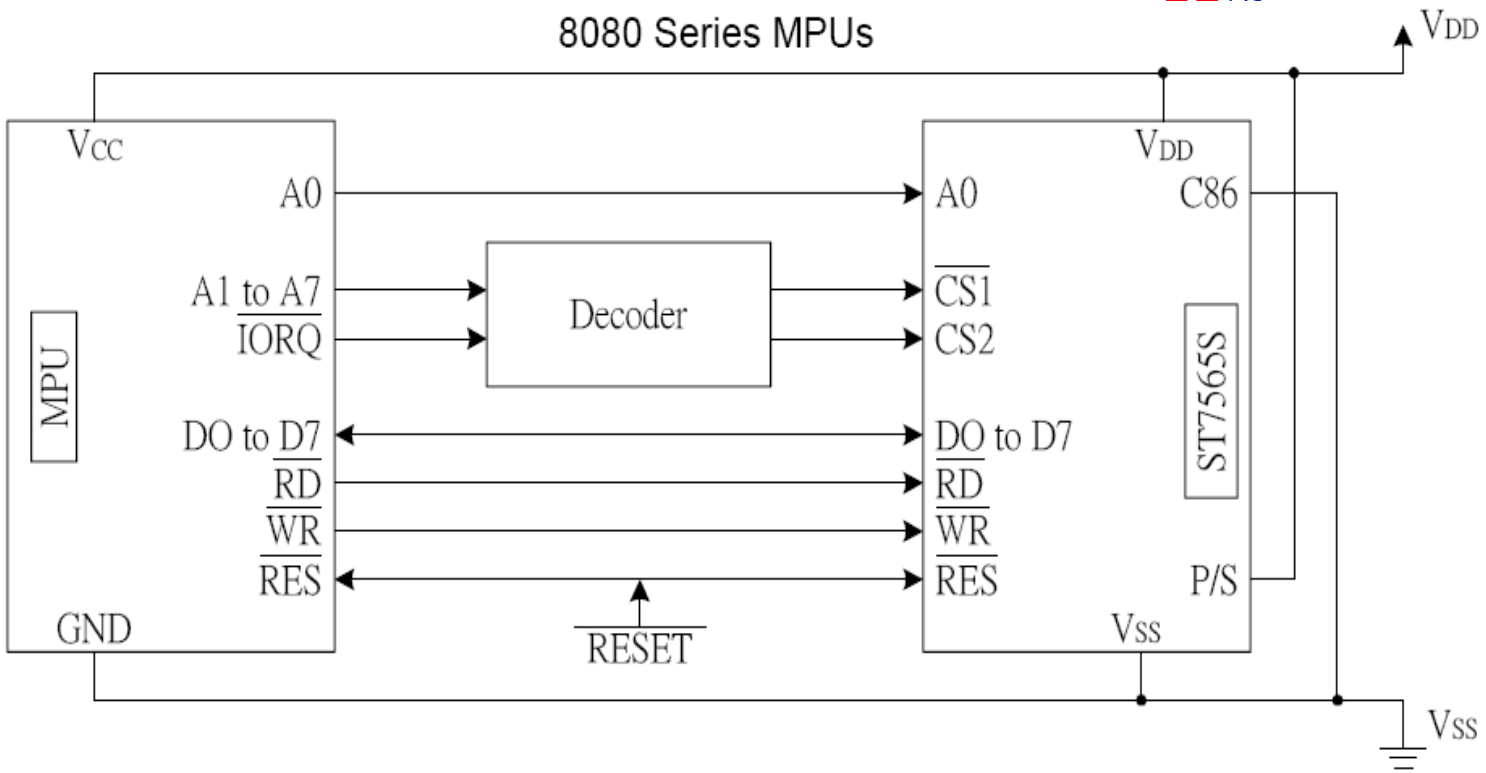 8080 Series MPUs
VDD
VCC
VDD
A0
A0
C86
A1 to A7
IORQ
Decoder
CS1
CS2
MPU
ST7565S
DO to D7
DO to D7
RD
RD
WR
WR
RES
RES
P/S
RESET
GND
VSS
VSS